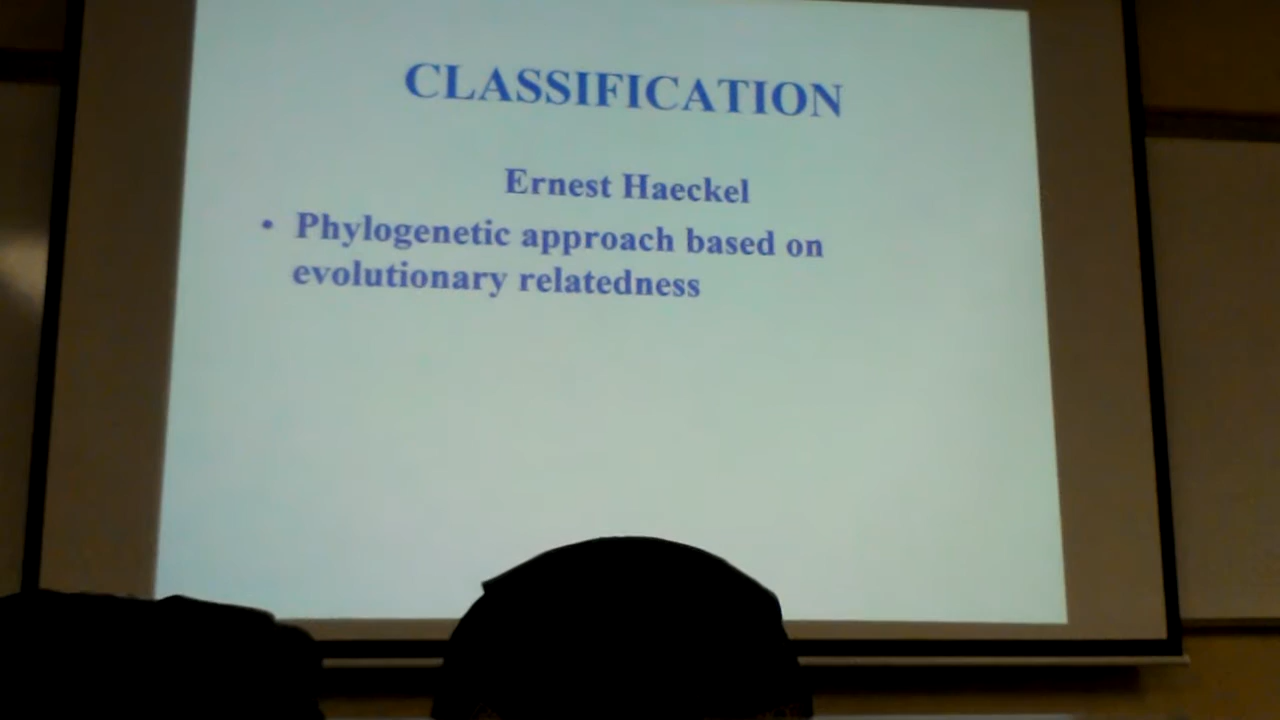 CLASSIFICATION
Ernest Haeckel
• Phylogenetic approach based on
evolutionary relatedness